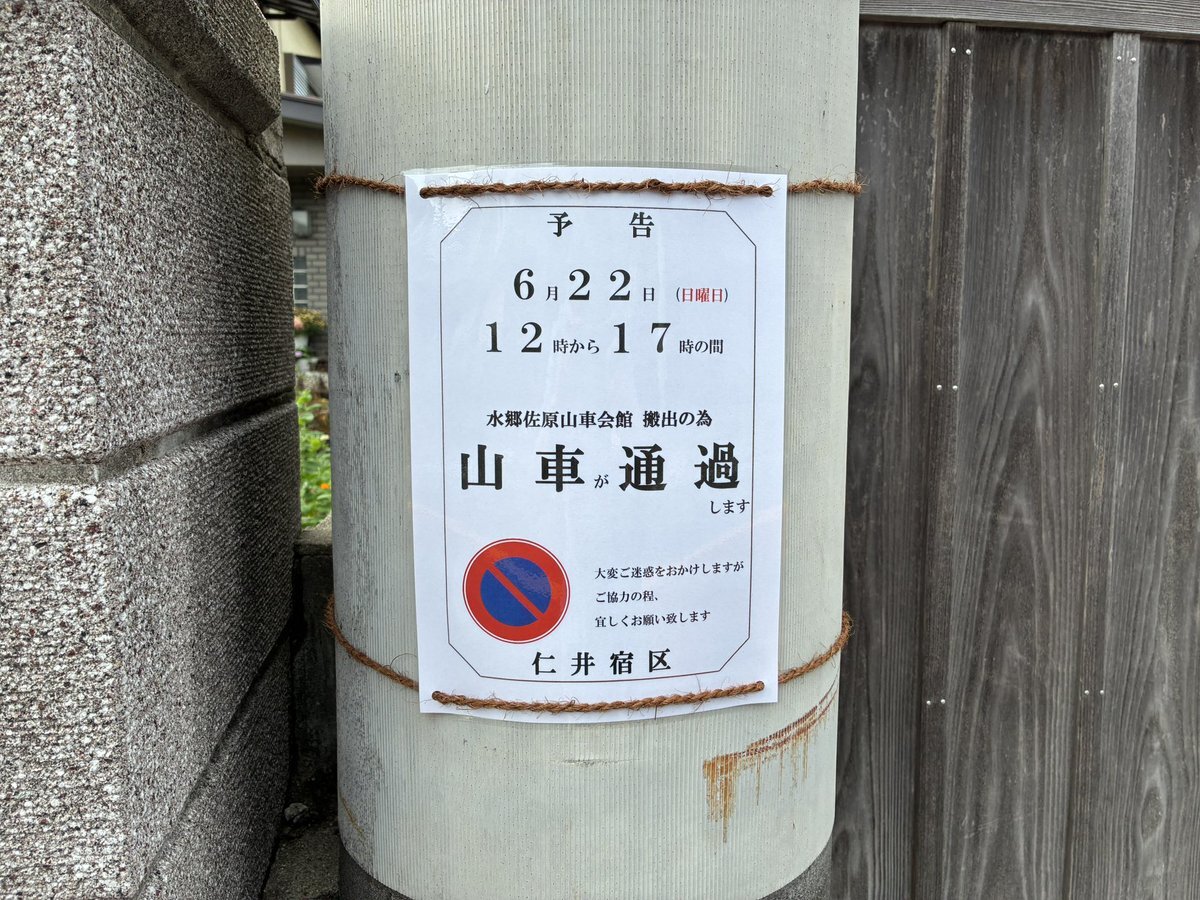 予告
6月22日(日曜日)
12時から17時の間
水郷佐原山車会館 搬出の為
山車が通過
します
大変ご迷惑をおかけしますが
ご協力の程、
宜しくお願い致します
仁井宿区